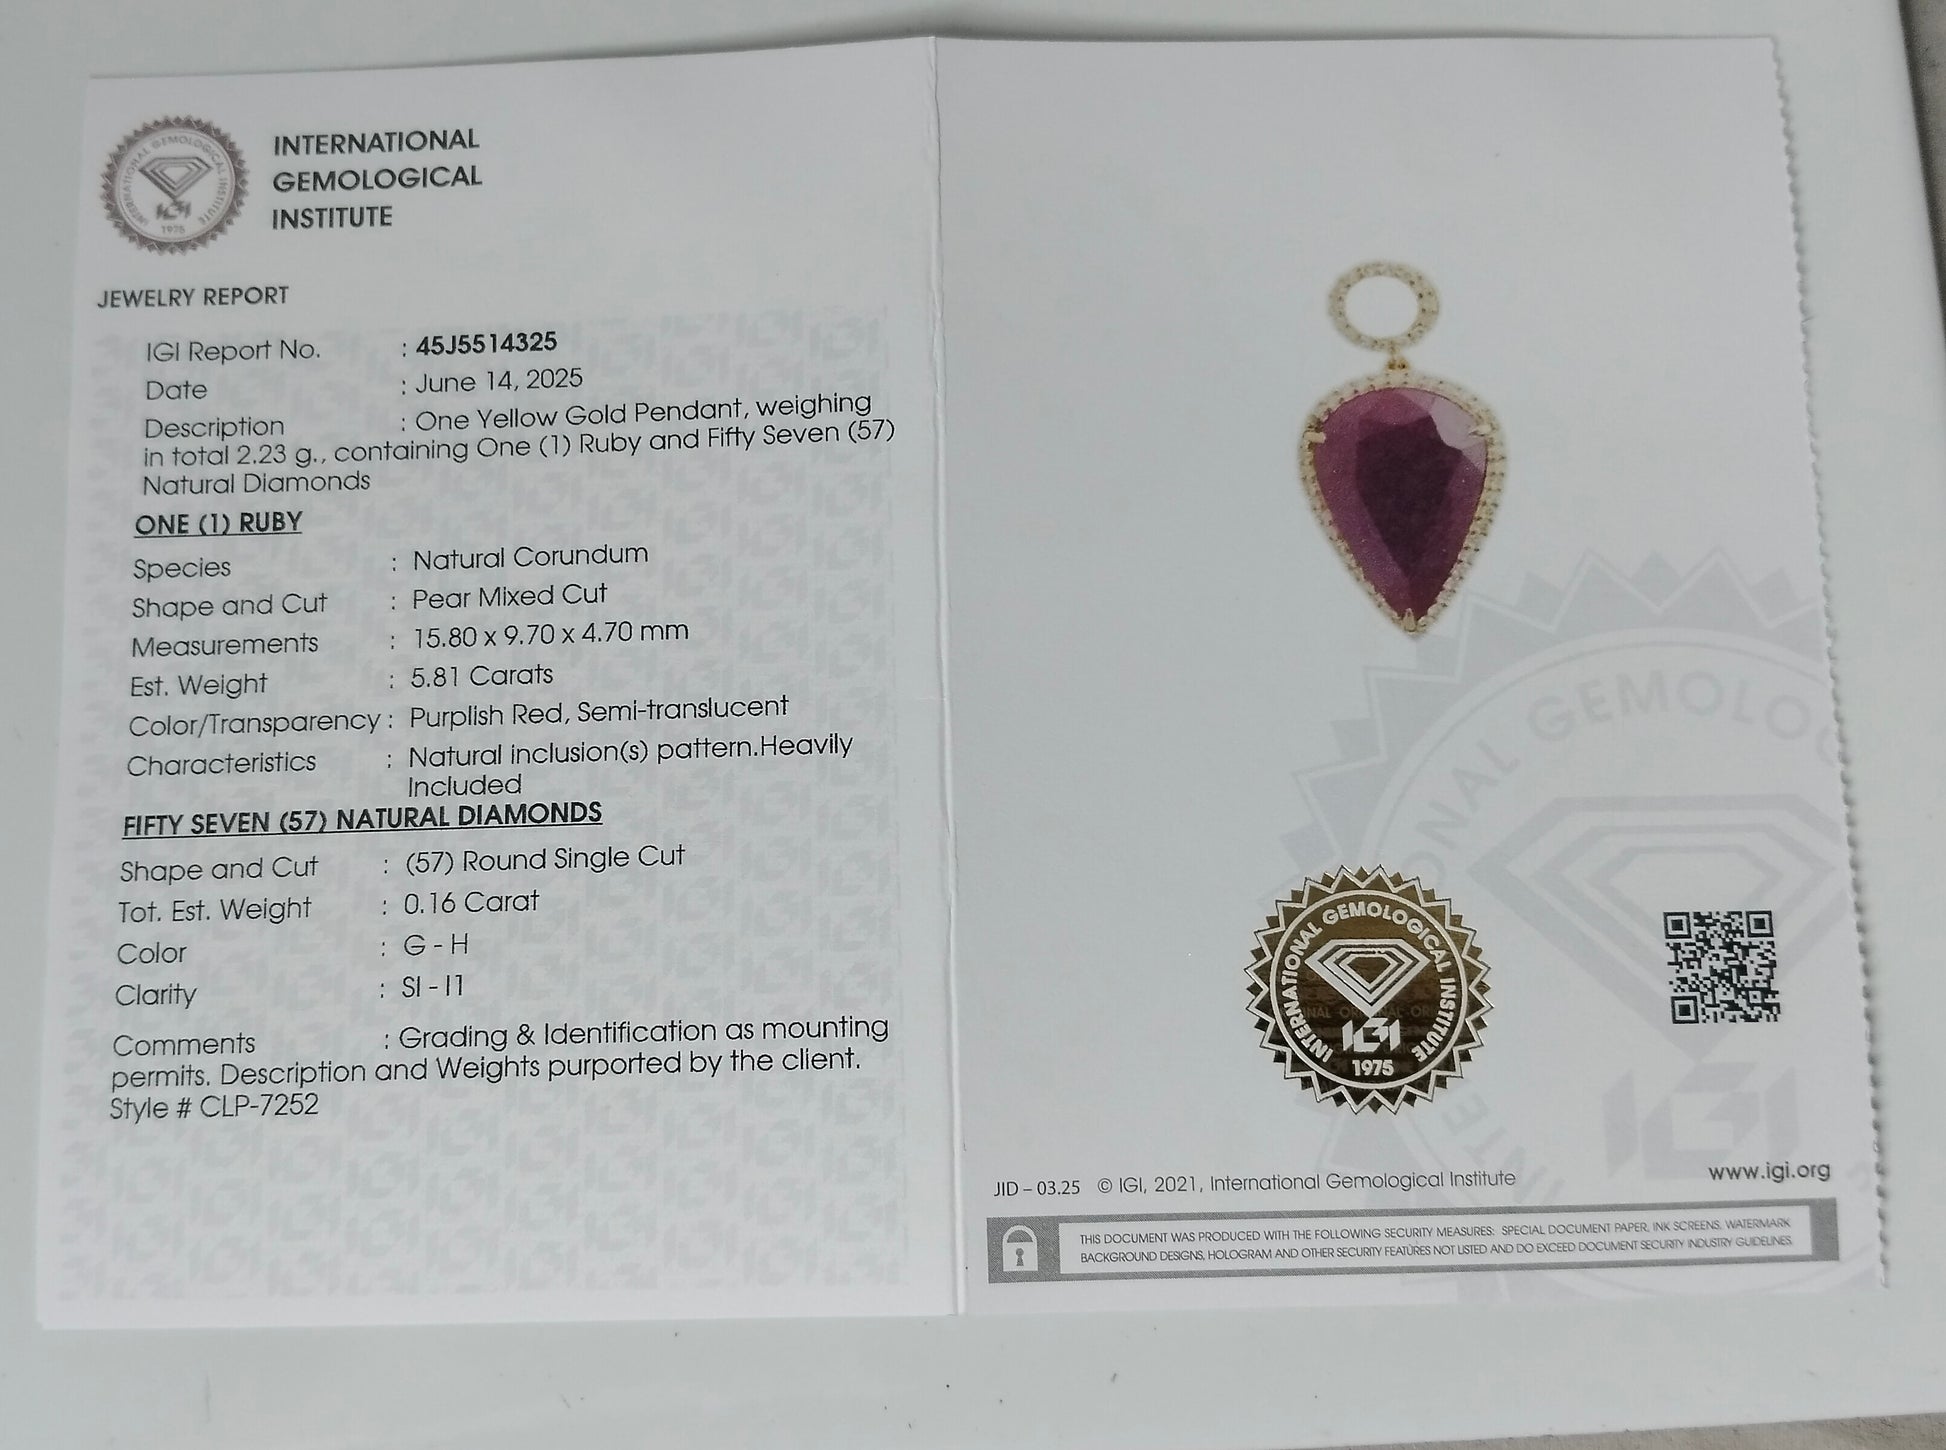 INTERNATIONAL GEMOLOGICAL INSTITUTE
IGI
1975
INTERNATIONAL
GEMOLOGICAL
INSTITUTE
JEWELRY REPORT
IGI Report No. : 45J5514325
Date : June 14, 2025
Description : One Yellow Gold Pendant, weighing
in total 2.23 g., containing One (1) Ruby and Fifty Seven (57)
Natural Diamonds
ONE (1) RUBY
Species : Natural Corundum
Shape and Cut : Pear Mixed Cut
Measurements : 15.80 x 9.70 x 4.70 mm
Est. Weight : 5.81 Carats
Color/Transparency : Purplish Red, Semi-translucent
Characteristics : Natural inclusion(s) pattern.Heavily
Included
FIFTY SEVEN (57) NATURAL DIAMONDS
Shape and Cut : (57) Round Single Cut
Tot. Est. Weight : 0.16 Carat
Color : G - H
Clarity : SI - I1
Comments : Grading & Identification as mounting
permits. Description and Weights purported by the client.
Style # CLP-7252
INTERNATIONAL GEMOLOGICAL INSTITUTE
IGI
1975
JID – 03.25 © IGI, 2021, International Gemological Institute
www.igi.org
THIS DOCUMENT WAS PRODUCED WITH THE FOLLOWING SECURITY MEASURES: SPECIAL DOCUMENT PAPER, INK SCREENS, WATERMARK
BACKGROUND DESIGNS, HOLOGRAM AND OTHER SECURITY FEATURES NOT LISTED AND DO EXCEED DOCUMENT SECURITY INDUSTRY GUIDELINES.